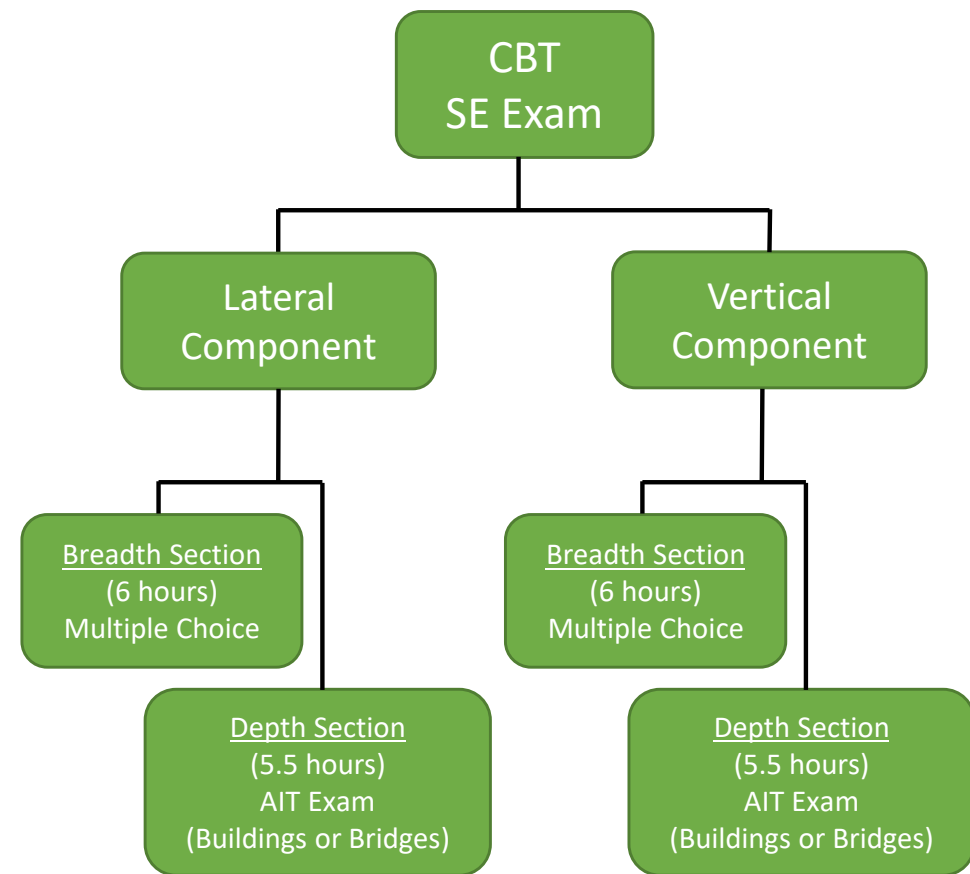 CBT
SE Exam
Lateral
Component
Vertical
Component
Breadth Section
(6 hours)
Multiple Choice
Breadth Section
(6 hours)
Multiple Choice
Depth Section
(5.5 hours)
AIT Exam
(Buildings or Bridges)
Depth Section
(5.5 hours)
AIT Exam
(Buildings or Bridges)